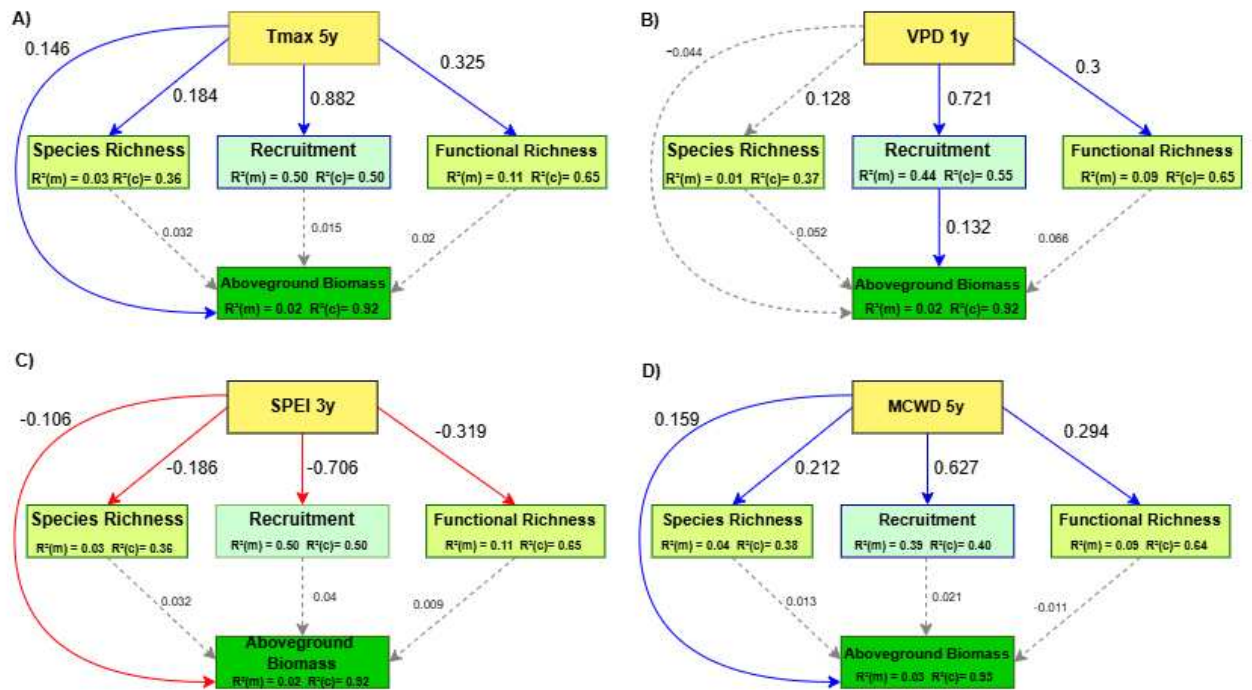 A)
Tmax 5y
0.146
0.184
0.882
0.325
Species Richness
R²(m) = 0.03 R²(c)= 0.36
Recruitment
R²(m) = 0.50 R²(c)= 0.50
Functional Richness
R²(m) = 0.11 R²(c)= 0.65
0.032
0.015
0.02
Aboveground Biomass
R²(m) = 0.02 R²(c)= 0.92
B)
VPD 1y
-0.044
0.128
0.721
0.3
Species Richness
R²(m) = 0.01 R²(c)= 0.37
Recruitment
R²(m) = 0.44 R²(c)= 0.55
Functional Richness
R²(m) = 0.09 R²(c)= 0.65
0.052
0.132
0.066
Aboveground Biomass
R²(m) = 0.02 R²(c)= 0.92
C)
SPEI 3y
-0.106
-0.186
-0.706
-0.319
Species Richness
R²(m) = 0.03 R²(c)= 0.36
Recruitment
R²(m) = 0.50 R²(c)= 0.50
Functional Richness
R²(m) = 0.11 R²(c)= 0.65
0.032
0.04
0.009
Aboveground
Biomass
R²(m) = 0.02 R²(c)= 0.92
D)
MCWD 5y
0.159
0.212
0.627
0.294
Species Richness
R²(m) = 0.04 R²(c)= 0.38
Recruitment
R²(m) = 0.39 R²(c)= 0.40
Functional Richness
R²(m) = 0.09 R²(c)= 0.64
0.013
0.021
-0.011
Aboveground Biomass
R²(m) = 0.03 R²(c)= 0.93